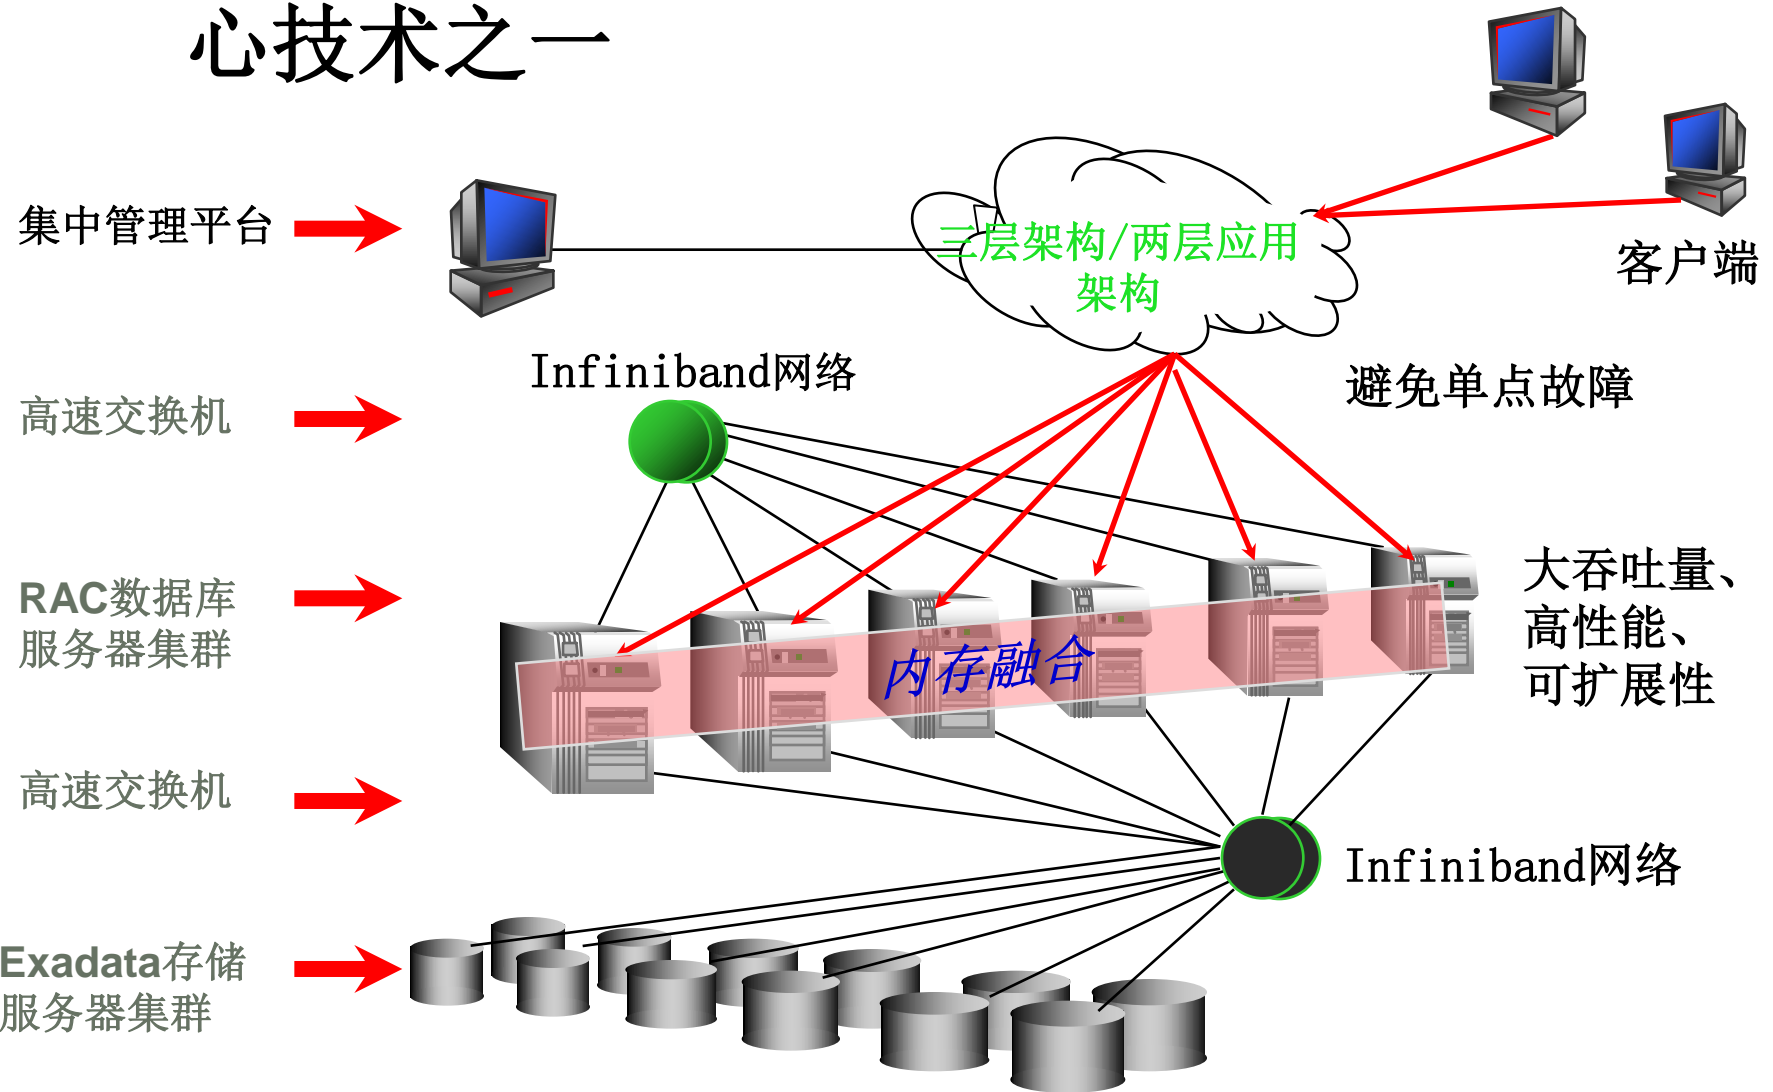 心技术之一
集中管理平台
三层架构/两层应用
架构
客户端
Infiniband网络
避免单点故障
高速交换机
RAC数据库
服务器集群
内存融合
大吞吐量、
高性能、
可扩展性
高速交换机
Infiniband网络
Exadata存储
服务器集群